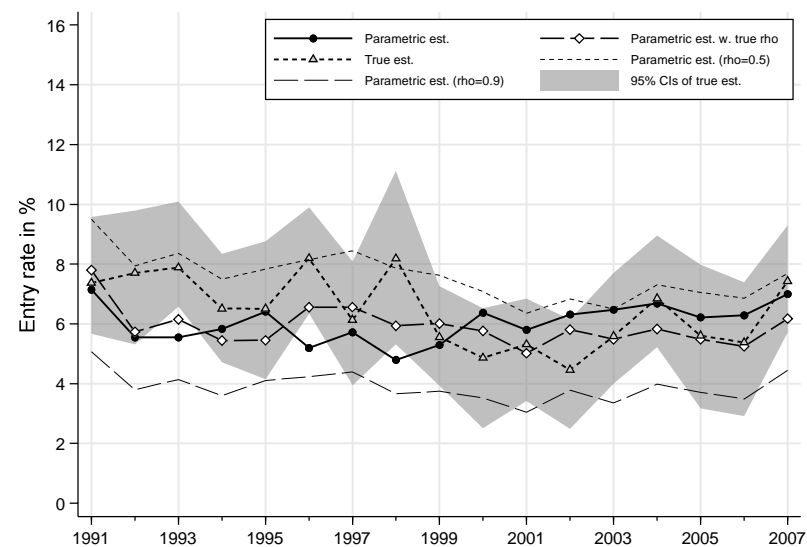 Parametric est.
Parametric est. w. true rho
True est.
Parametric est. (rho=0.5)
Parametric est. (rho=0.9)
95% CIs of true est.
Entry rate in %
16
14
12
10
8
6
4
2
0
1991 1993 1995 1997 1999 2001 2003 2005 2007